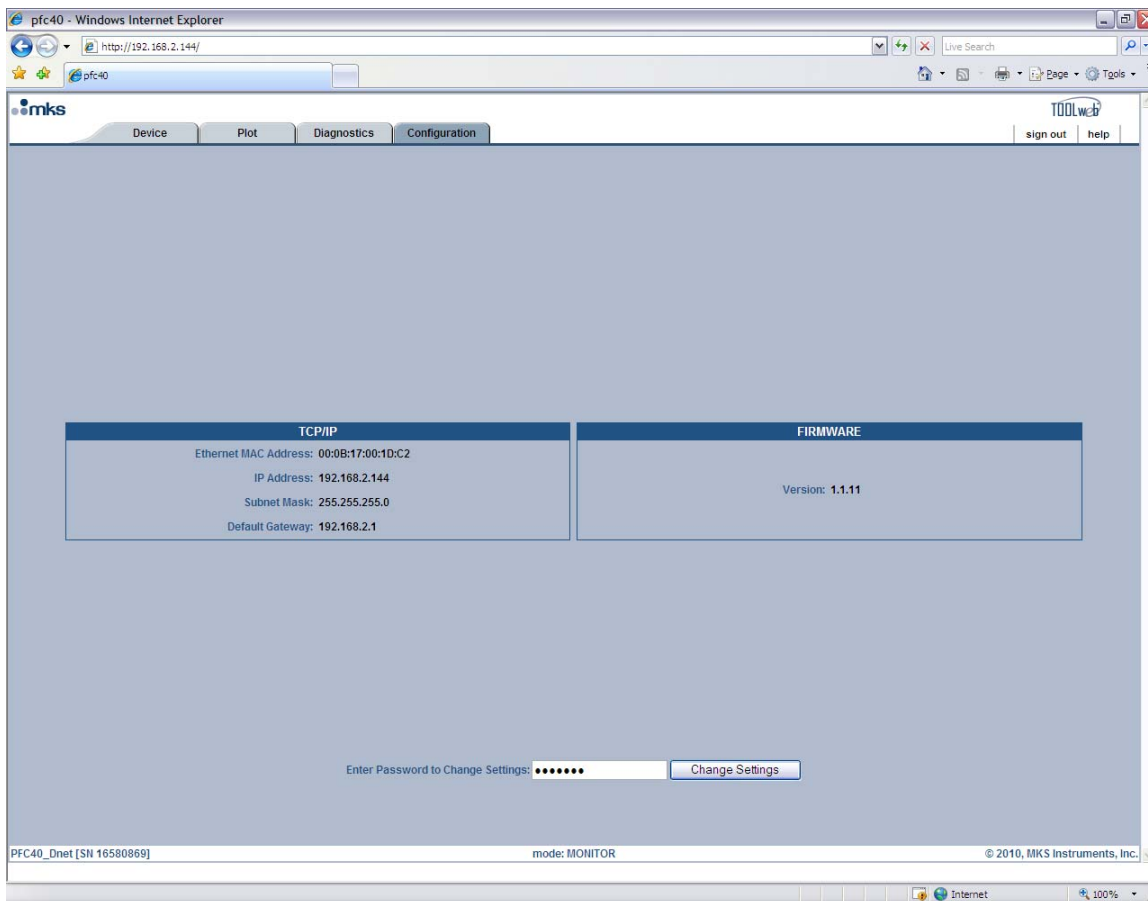 pfc40 - Windows Internet Explorer
http://192.168.2.144/
Live Search
pfc40
Page Tools
mks
TOOLweb
Device Plot Diagnostics Configuration
sign out help
TCP/IP
Ethernet MAC Address: 00:0B:17:00:1D:C2
IP Address: 192.168.2.144
Subnet Mask: 255.255.255.0
Default Gateway: 192.168.2.1
FIRMWARE
Version: 1.1.11
Enter Password to Change Settings: ●●●●●●● Change Settings
PFC40_Dnet [SN 16580869] mode: MONITOR © 2010, MKS Instruments, Inc.
Internet 100%